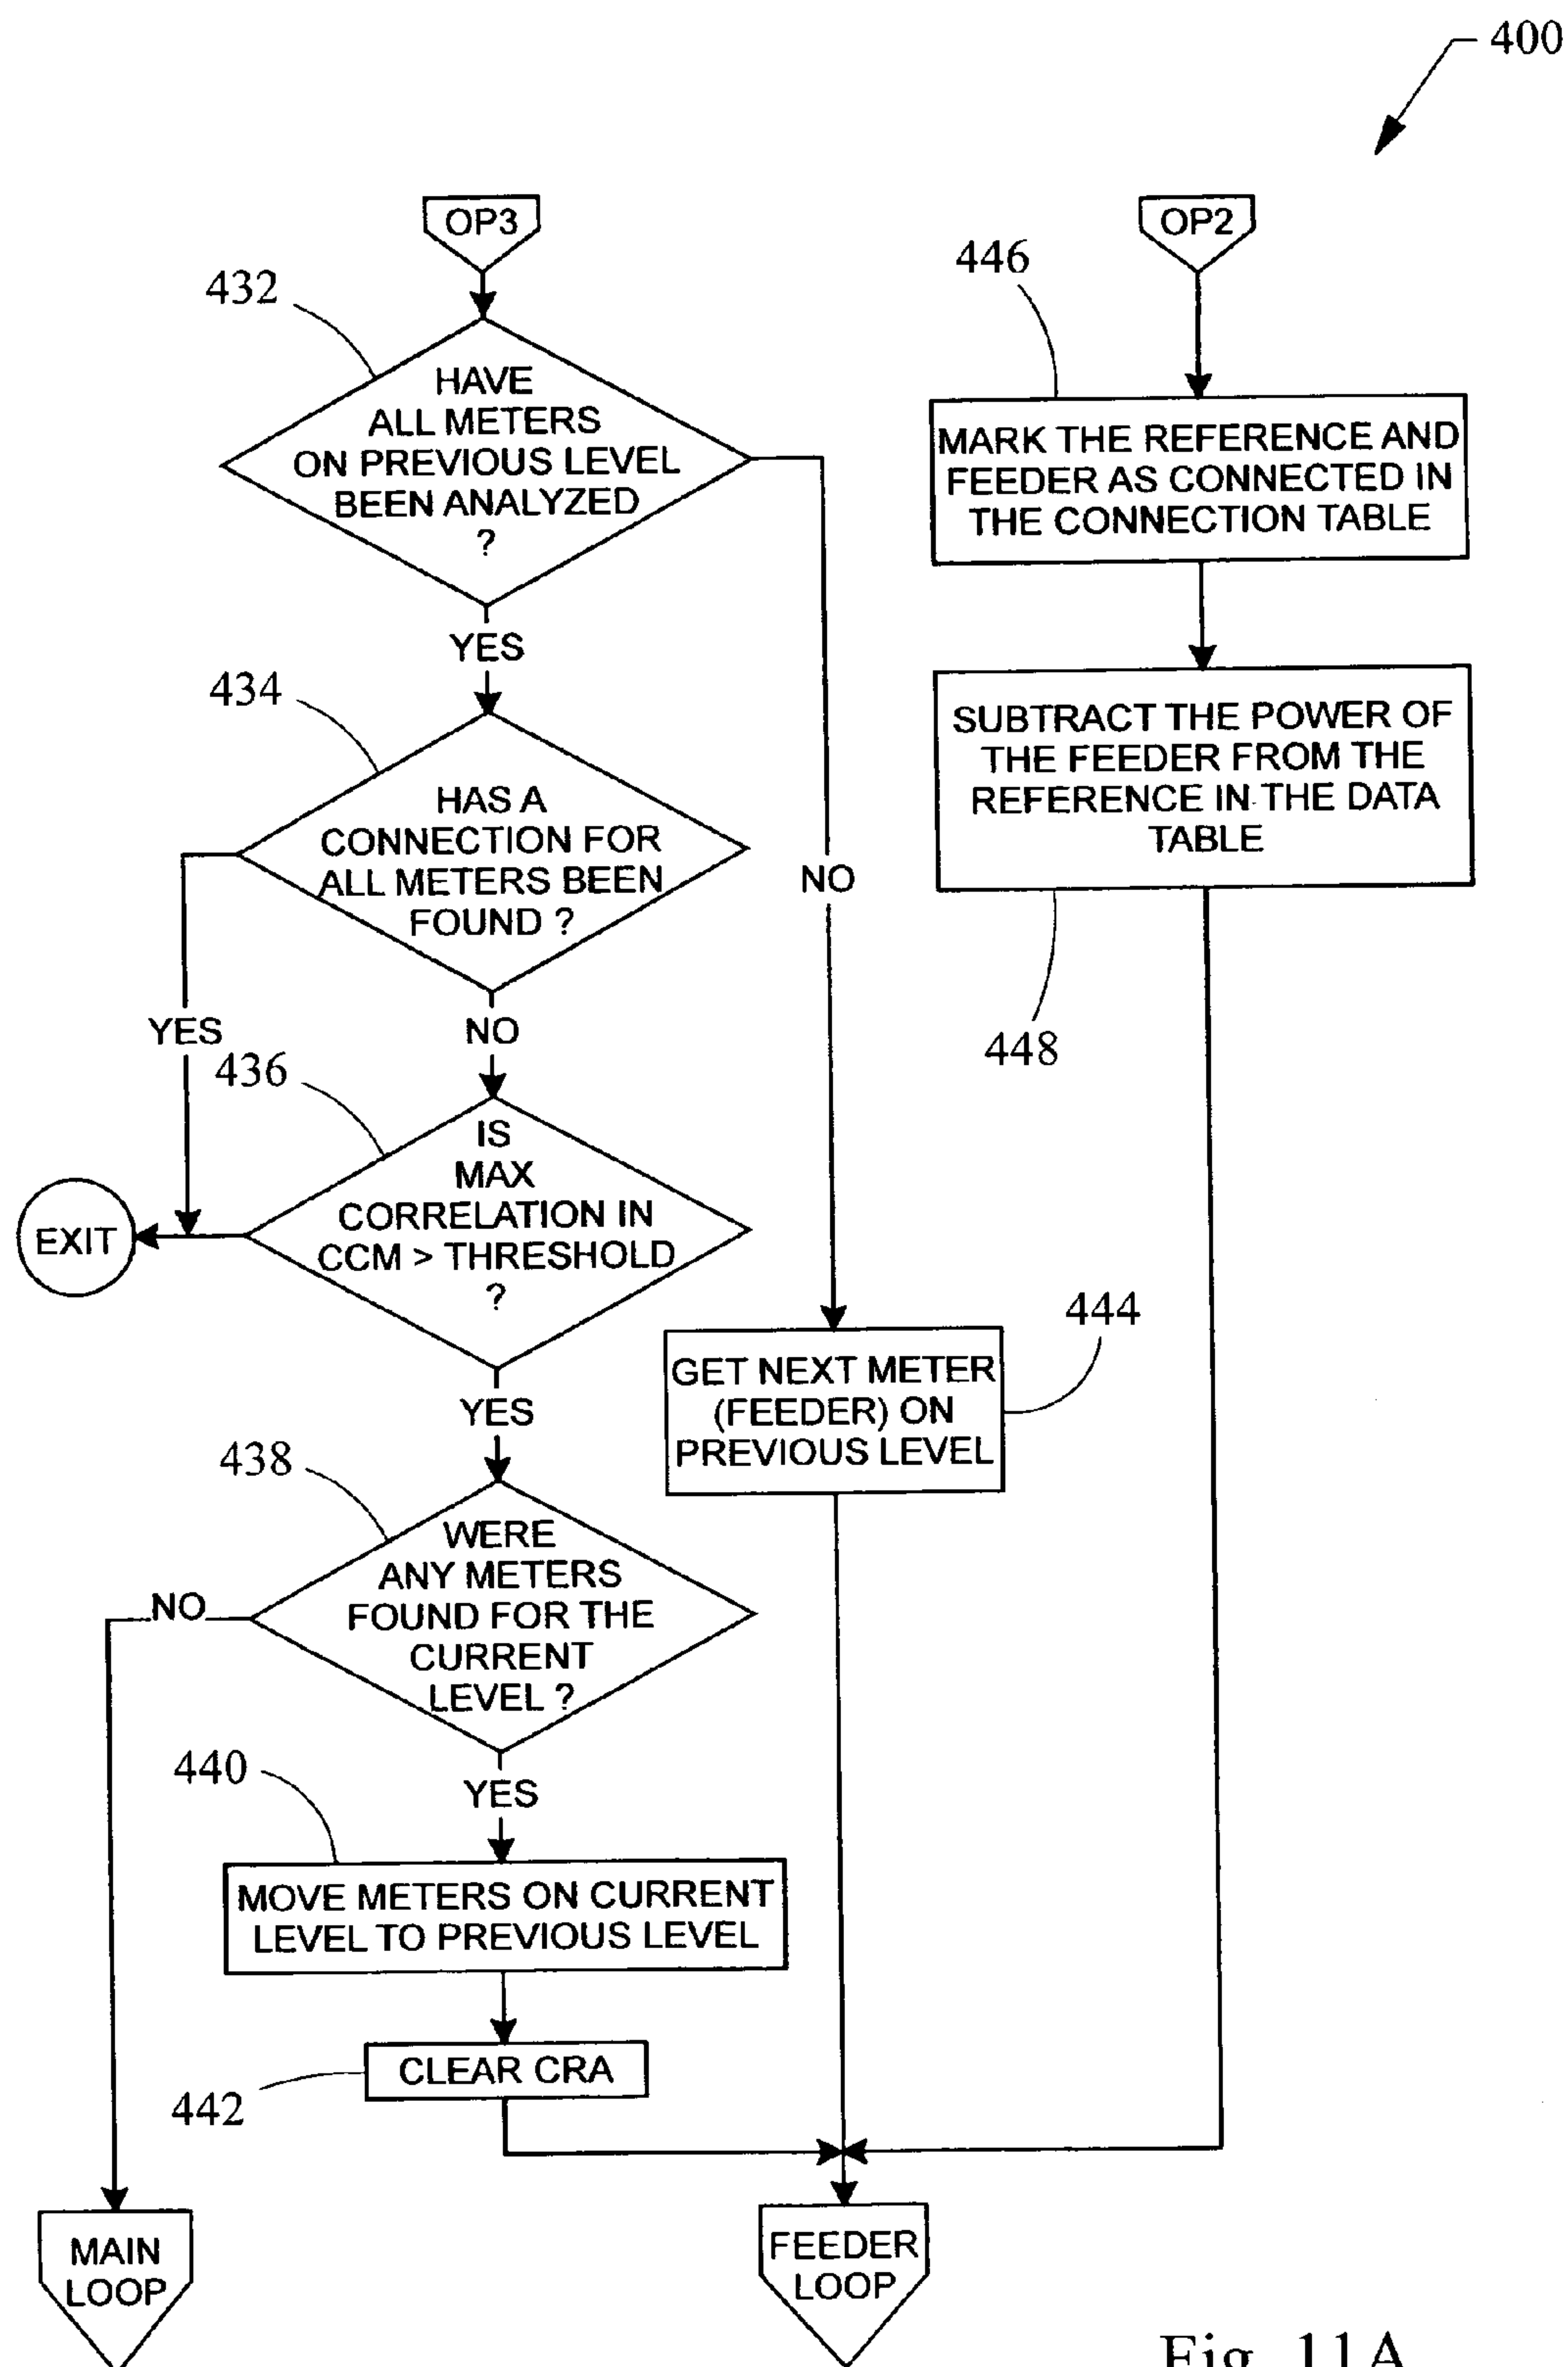 400
OP3
432
HAVE
ALL METERS
ON PREVIOUS LEVEL
BEEN ANALYZED
?
YES
NO
434
HAS A
CONNECTION FOR
ALL METERS BEEN
FOUND ?
YES
NO
436
IS
MAX
CORRELATION IN
CCM > THRESHOLD
?
EXIT
YES
438
WERE
ANY METERS
FOUND FOR THE
CURRENT
LEVEL ?
NO
YES
440
MOVE METERS ON CURRENT
LEVEL TO PREVIOUS LEVEL
442
CLEAR CRA
MAIN
LOOP
444
GET NEXT METER
(FEEDER) ON
PREVIOUS LEVEL
OP2
446
MARK THE REFERENCE AND
FEEDER AS CONNECTED IN
THE CONNECTION TABLE
SUBTRACT THE POWER OF
THE FEEDER FROM THE
REFERENCE IN THE DATA
TABLE
448
FEEDER
LOOP
Fig. 11A